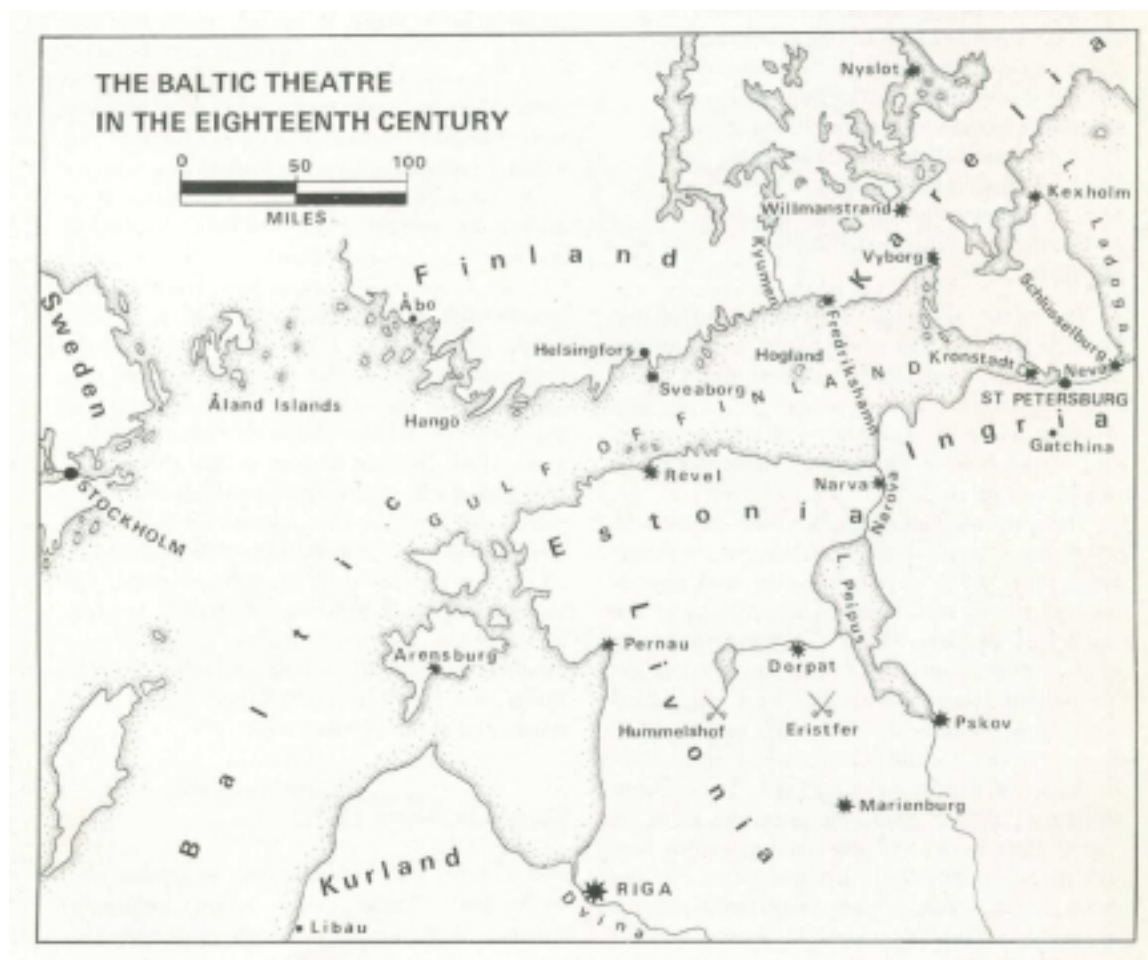 THE BALTIC THEATRE
IN THE EIGHTEENTH CENTURY
0 50 100
MILES
Nyslot
Karelia
L. Ladoga
Kexholm
Willmanstrand
Vyborg
Kyumen
Schlüsselburg
Finland
Sweden
Åbo
Åland Islands
Hangö
Helsingfors
Sveaborg
Hogland
Fredrikshamn
Kronstadt
Neva
ST PETERSBURG
Ingria
Gatchina
GULF OF FINLAND
STOCKHOLM
Revel
Narva
Narova
Estonia
L. Peipus
Baltic
Arensburg
Pernau
Livonia
Dorpat
Hummelshof
Eristfer
Pskov
Marienburg
Kurland
RIGA
Dvina
Libau